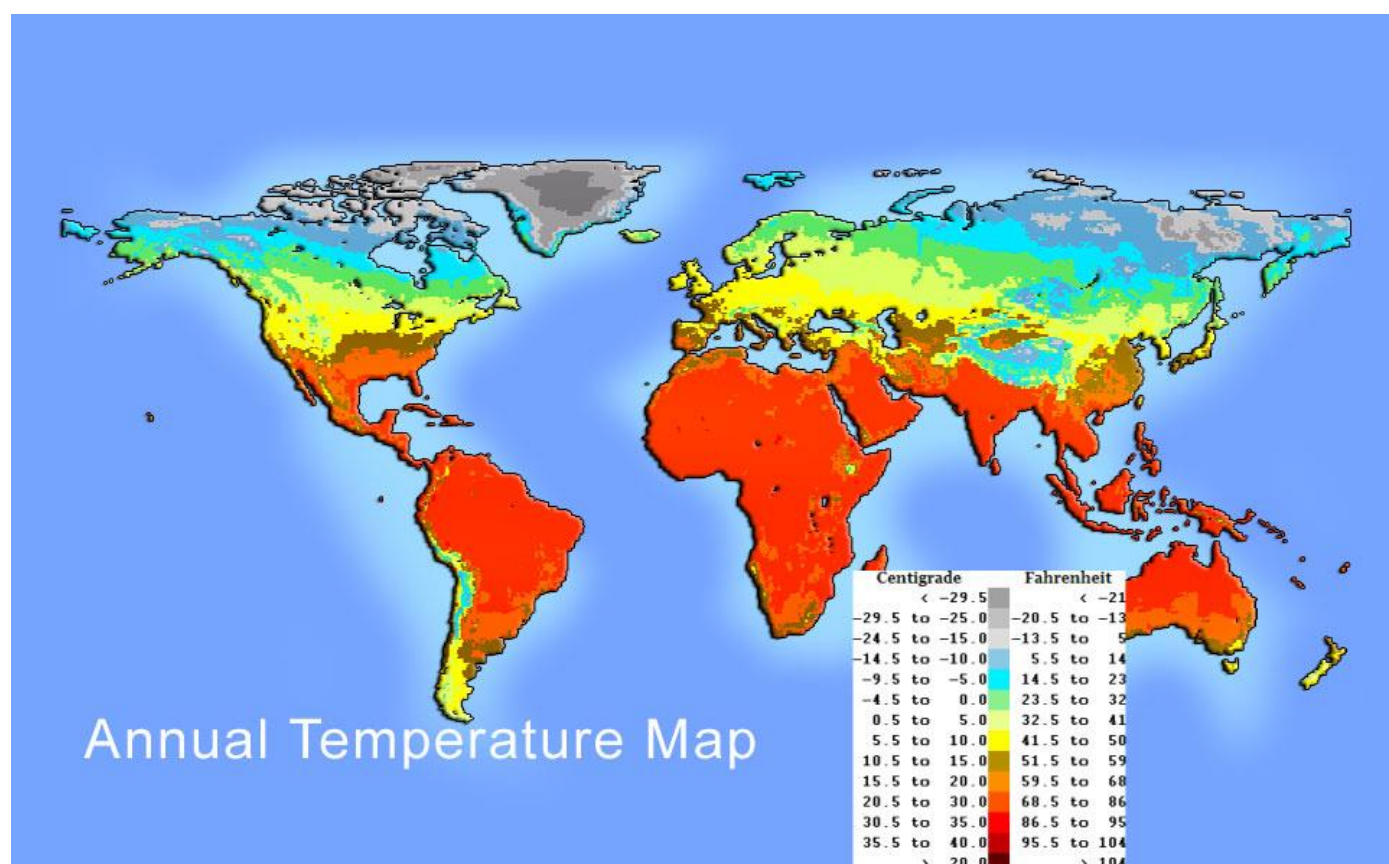 Annual Temperature Map
Centigrade Fahrenheit
< -29.5 < -21
-29.5 to -25.0 -20.5 to -13
-24.5 to -15.0 -13.5 to 5
-14.5 to -10.0 5.5 to 14
-9.5 to -5.0 14.5 to 23
-4.5 to 0.0 23.5 to 32
0.5 to 5.0 32.5 to 41
5.5 to 10.0 41.5 to 50
10.5 to 15.0 51.5 to 59
15.5 to 20.0 59.5 to 68
20.5 to 30.0 68.5 to 86
30.5 to 35.0 86.5 to 95
35.5 to 40.0 95.5 to 104
> 20.0 > 104